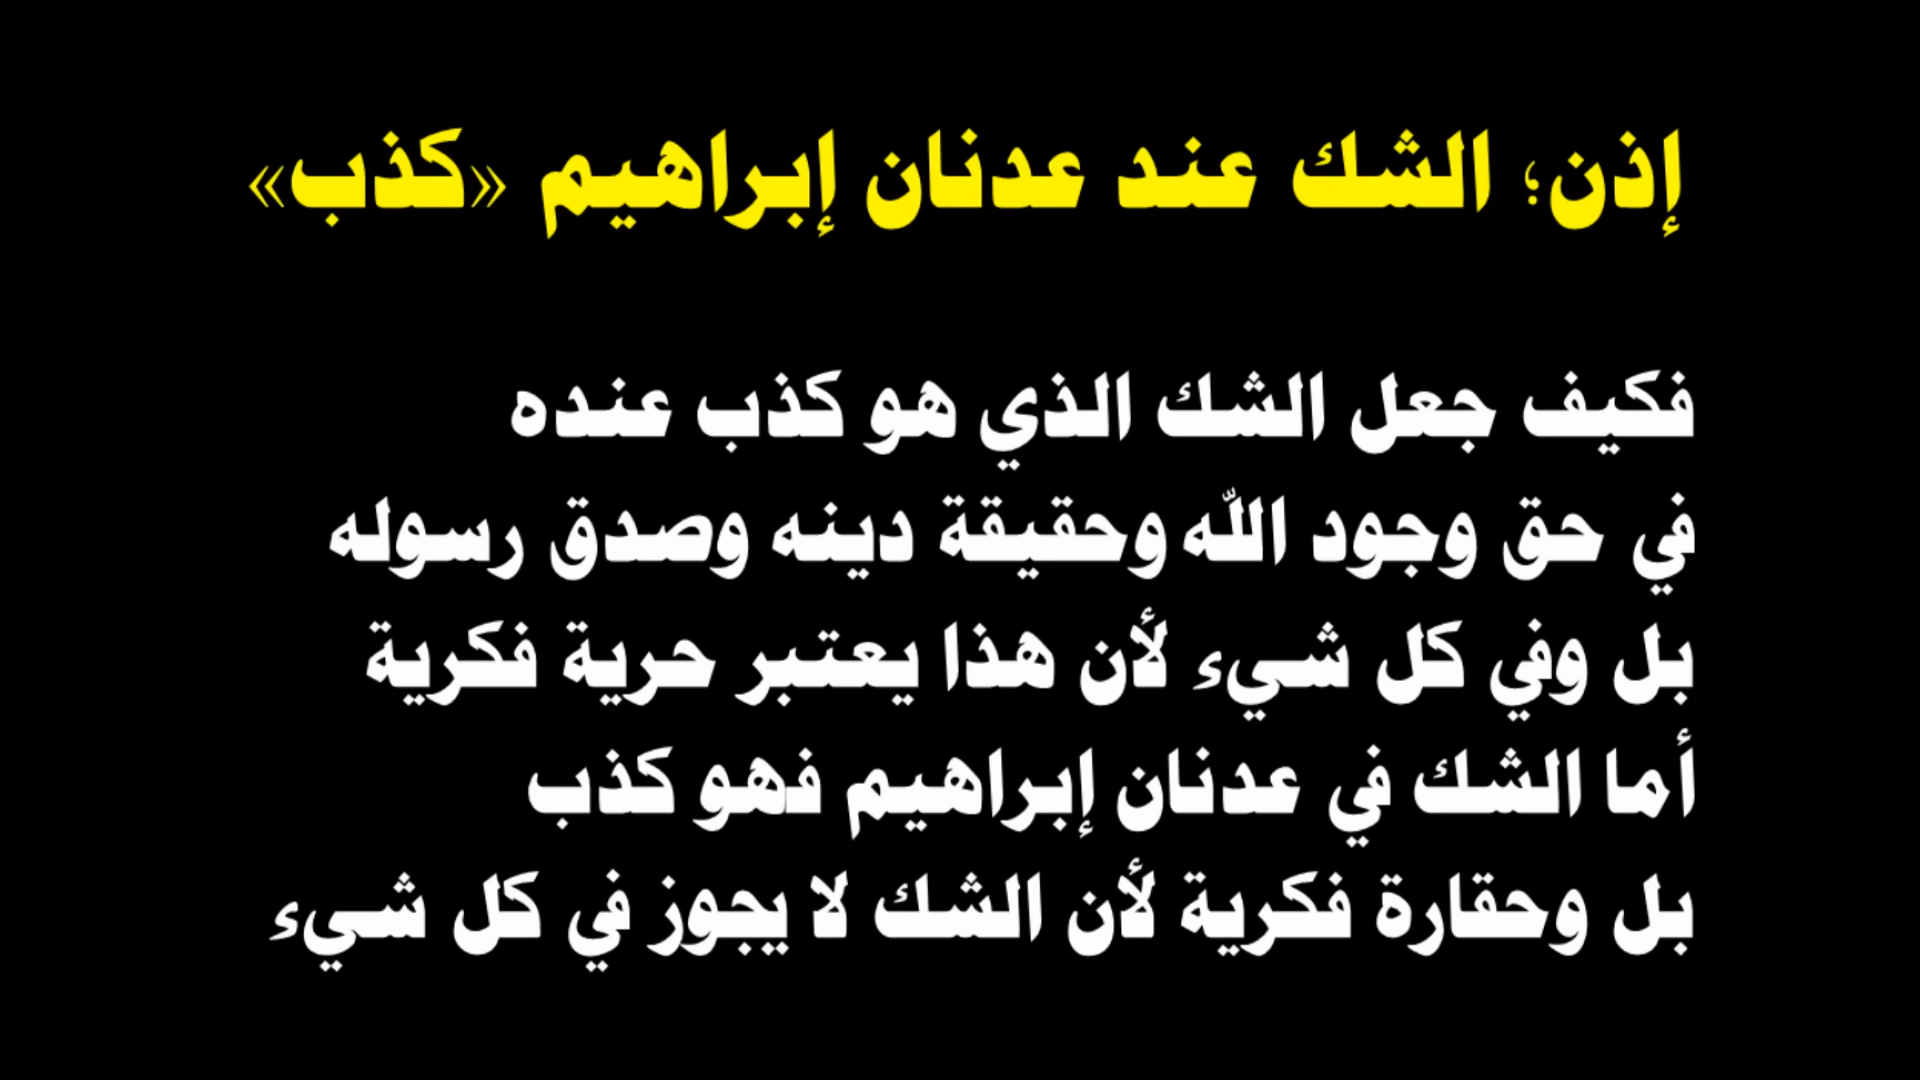 إذن؛ الشك عند عدنان إبراهيم «كذب»
فكيف جعل الشك الذي هو كذب عنده
في حق وجود الله وحقيقة دينه وصدق رسوله
بل وفي كل شيء لأن هذا يعتبر حرية فكرية
أما الشك في عدنان إبراهيم فهو كذب
بل وحقارة فكرية لأن الشك لا يجوز في كل شيء